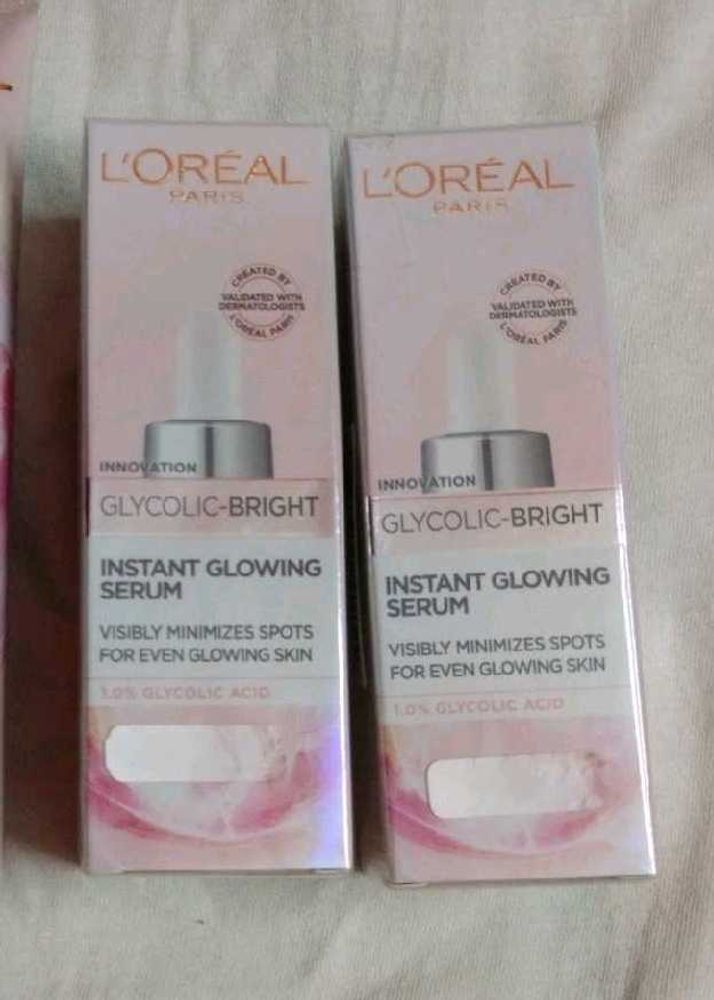 L'ORÉAL
PARIS
CREATED BY
VALIDATED WITH
DERMATOLOGISTS
L'ORÉAL PARIS
INNOVATION
GLYCOLIC-BRIGHT
INSTANT GLOWING
SERUM
VISIBLY MINIMIZES SPOTS
FOR EVEN GLOWING SKIN
1.0% GLYCOLIC ACID
L'ORÉAL
PARIS
CREATED BY
VALIDATED WITH
DERMATOLOGISTS
L'ORÉAL PARIS
INNOVATION
GLYCOLIC-BRIGHT
INSTANT GLOWING
SERUM
VISIBLY MINIMIZES SPOTS
FOR EVEN GLOWING SKIN
1.0% GLYCOLIC ACID